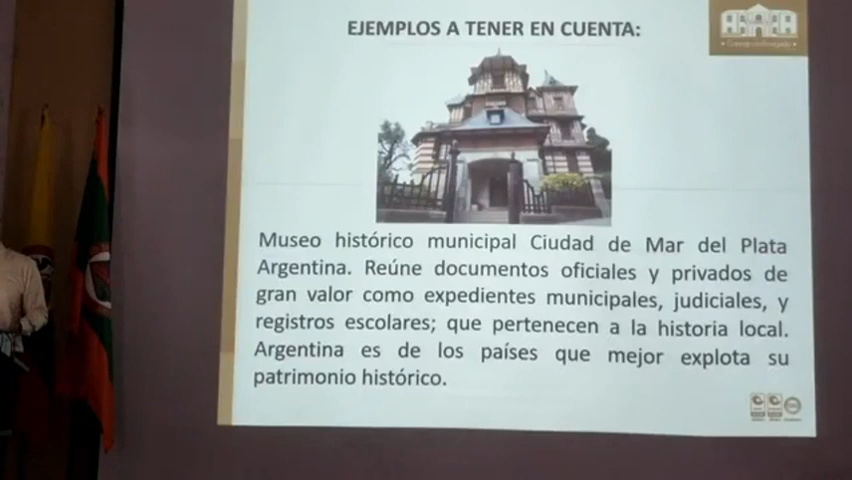 EJEMPLOS A TENER EN CUENTA:
Museo histórico municipal Ciudad de Mar del Plata
Argentina. Reúne documentos oficiales y privados de
gran valor como expedientes municipales, judiciales, y
registros escolares; que pertenecen a la historia local.
Argentina es de los países que mejor explota su
patrimonio histórico.